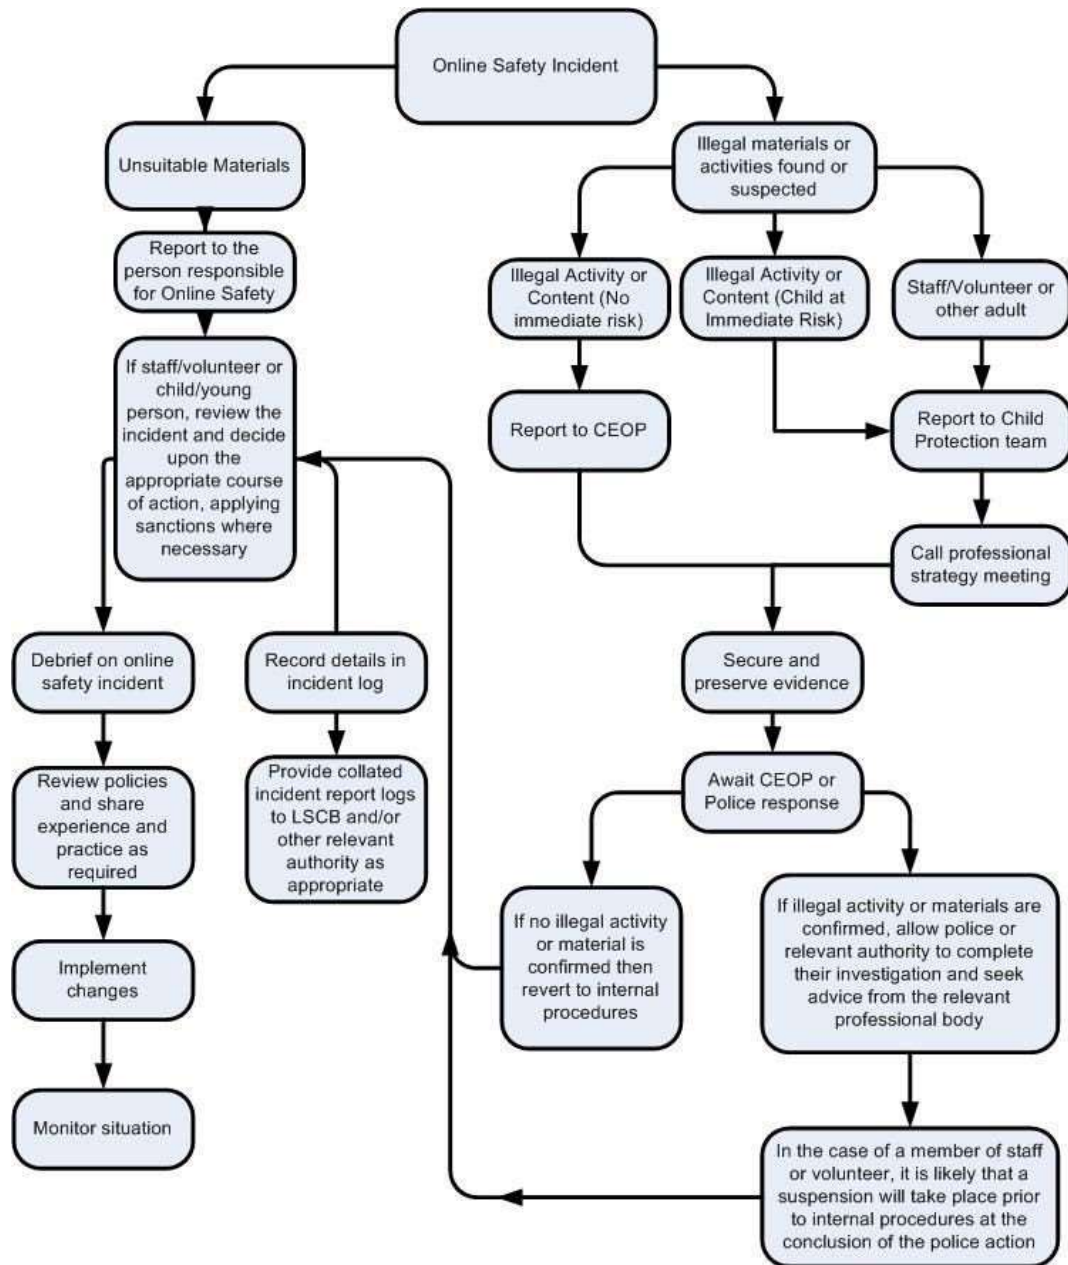 Online Safety Incident
Unsuitable Materials
Report to the
person responsible
for Online Safety
If staff/volunteer or
child/young
person, review the
incident and decide
upon the
appropriate course
of action, applying
sanctions where
necessary
Debrief on online
safety incident
Review policies
and share
experience and
practice as
required
Implement
changes
Monitor situation
Record details in
incident log
Provide collated
incident report logs
to LSCB and/or
other relevant
authority as
appropriate
Illegal materials or
activities found or
suspected
Illegal Activity or
Content (No
immediate risk)
Illegal Activity or
Content (Child at
Immediate Risk)
Staff/Volunteer or
other adult
Report to CEOP
Report to Child
Protection team
Call professional
strategy meeting
Secure and
preserve evidence
Await CEOP or
Police response
If no illegal activity
or material is
confirmed then
revert to internal
procedures
If illegal activity or materials are
confirmed, allow police or
relevant authority to complete
their investigation and seek
advice from the relevant
professional body
In the case of a member of staff
or volunteer, it is likely that a
suspension will take place prior
to internal procedures at the
conclusion of the police action